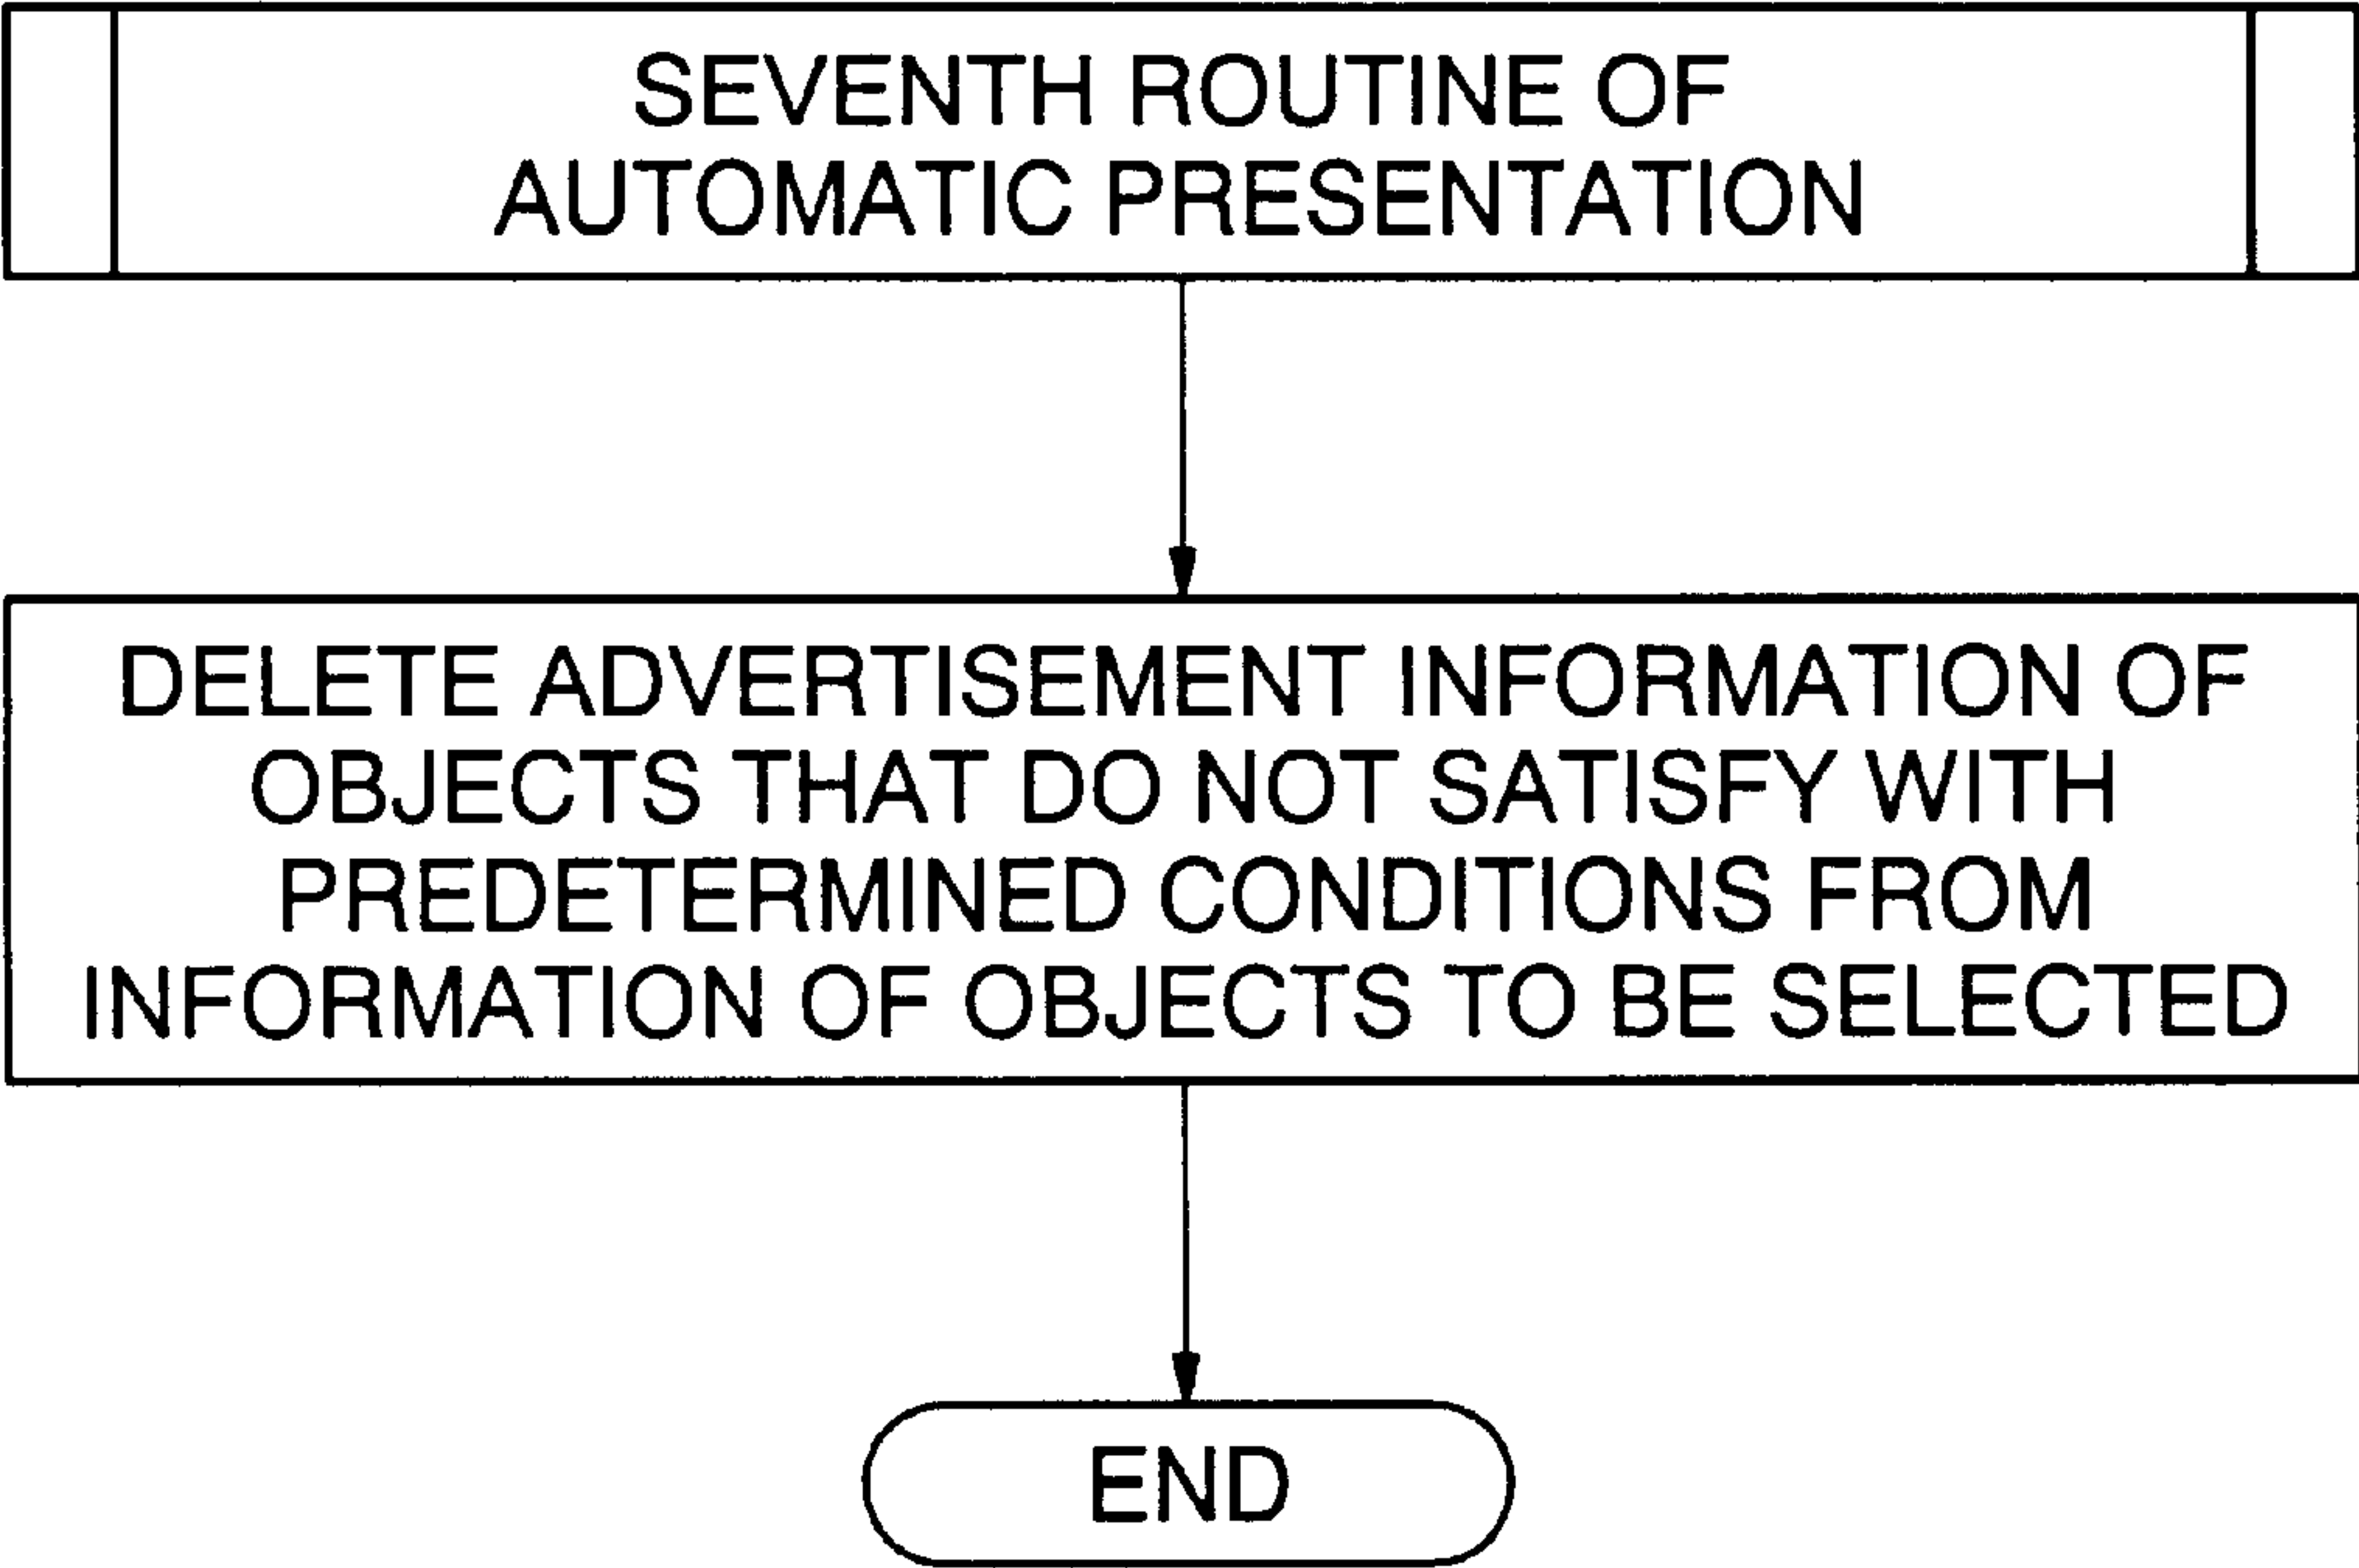 SEVENTH ROUTINE OF
AUTOMATIC PRESENTATION
DELETE ADVERTISEMENT INFORMATION OF
OBJECTS THAT DO NOT SATISFY WITH
PREDETERMINED CONDITIONS FROM
INFORMATION OF OBJECTS TO BE SELECTED
END